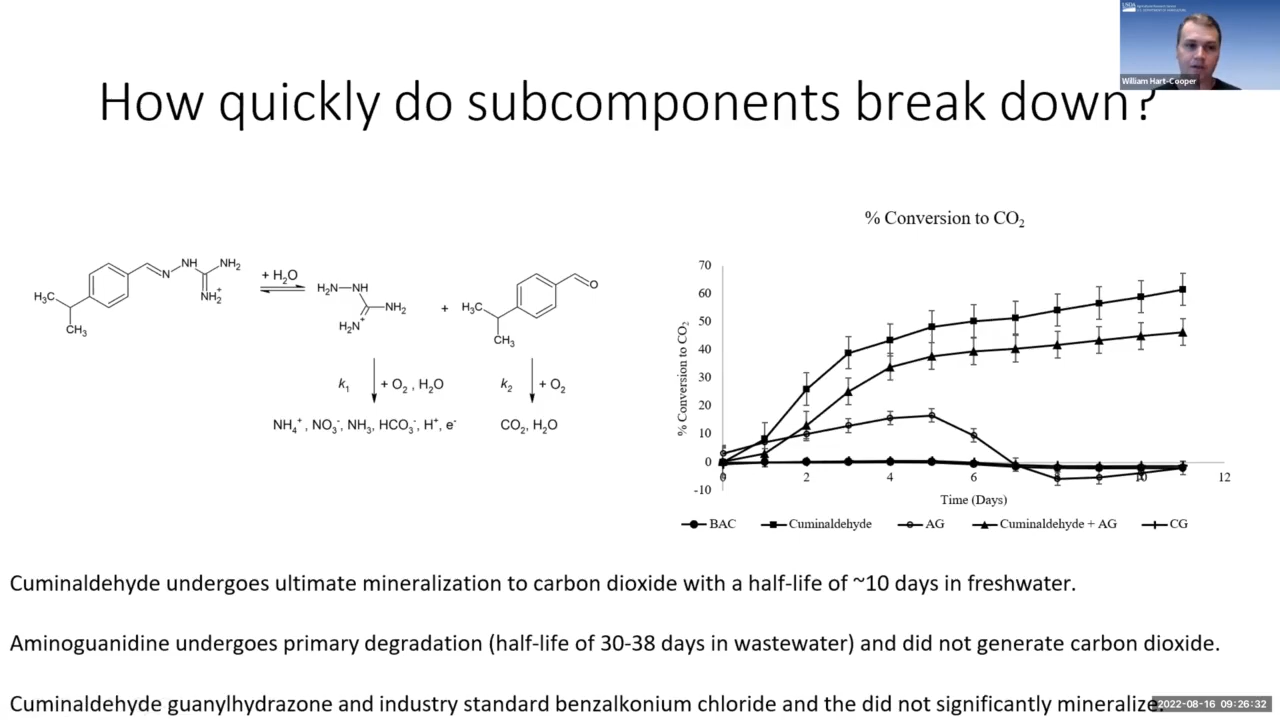 USDA
William Hart-Cooper
How quickly do subcomponents break down?
% Conversion to CO2
H3C
CH3
N
NH
NH2
NH2+
+ H2O
H2N
NH
NH2
H2N+
+
H3C
CH3
O
k1
+ O2 , H2O
k2
+ O2
NH4+, NO3-, NH3, HCO3-, H+, e-
CO2, H2O
% Conversion to CO2
70
60
50
40
30
20
10
0
-10
0 2 4 6 8 10 12
Time (Days)
BAC Cuminaldehyde AG Cuminaldehyde + AG CG
Cuminaldehyde undergoes ultimate mineralization to carbon dioxide with a half-life of ~10 days in freshwater.
Aminoguanidine undergoes primary degradation (half-life of 30-38 days in wastewater) and did not generate carbon dioxide.
Cuminaldehyde guanylhydrazone and industry standard benzalkonium chloride and the did not significantly mineralize.
2022-08-16 09:26:32